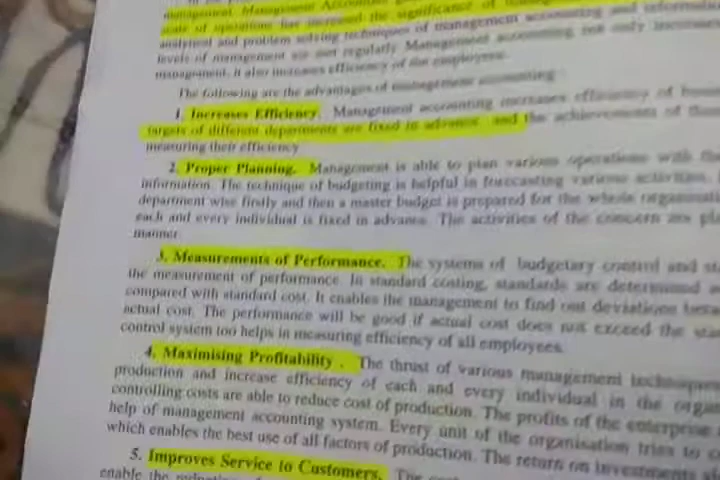 management. Management Accounting
scale of operations has increased the significance of
analytical and problem solving techniques of management accounting and information
levels of management are met regularly. Management accounting not only increases
management, it also increases efficiency of the employees.
The following are the advantages of management accounting:
1. Increases Efficiency. Management accounting increases efficiency of
targets of different departments are fixed in advance and the achievements of
measuring their efficiency
2. Proper Planning. Management is able to plan various operations with the
information. The technique of budgeting is helpful in forecasting various activities.
department wise firstly and then a master budget is prepared for the whole
each and every individual is fixed in advance. The activities of the concern are
manner.
3. Measurements of Performance. The systems of budgetary control and
the measurement of performance. In standard costing, standards are determined
compared with standard cost. It enables the management to find out deviations
actual cost. The performance will be good if actual cost does not exceed the
control system too helps in measuring efficiency of all employees.
4. Maximising Profitability. The thrust of various management techniques
production and increase efficiency of each and every individual in the
controlling costs are able to reduce cost of production. The profits of the enterprise
help of management accounting system. Every unit of the organisation tries to
which enables the best use of all factors of production. The return on investments
5. Improves Service to Customers. The
enable the